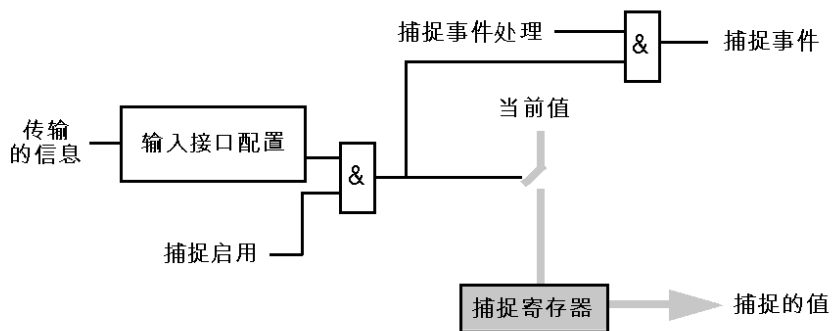 捕捉事件处理
&
捕捉事件
当前值
传输
的信息
输入接口配置
&
捕捉启用
捕捉寄存器
捕捉的值